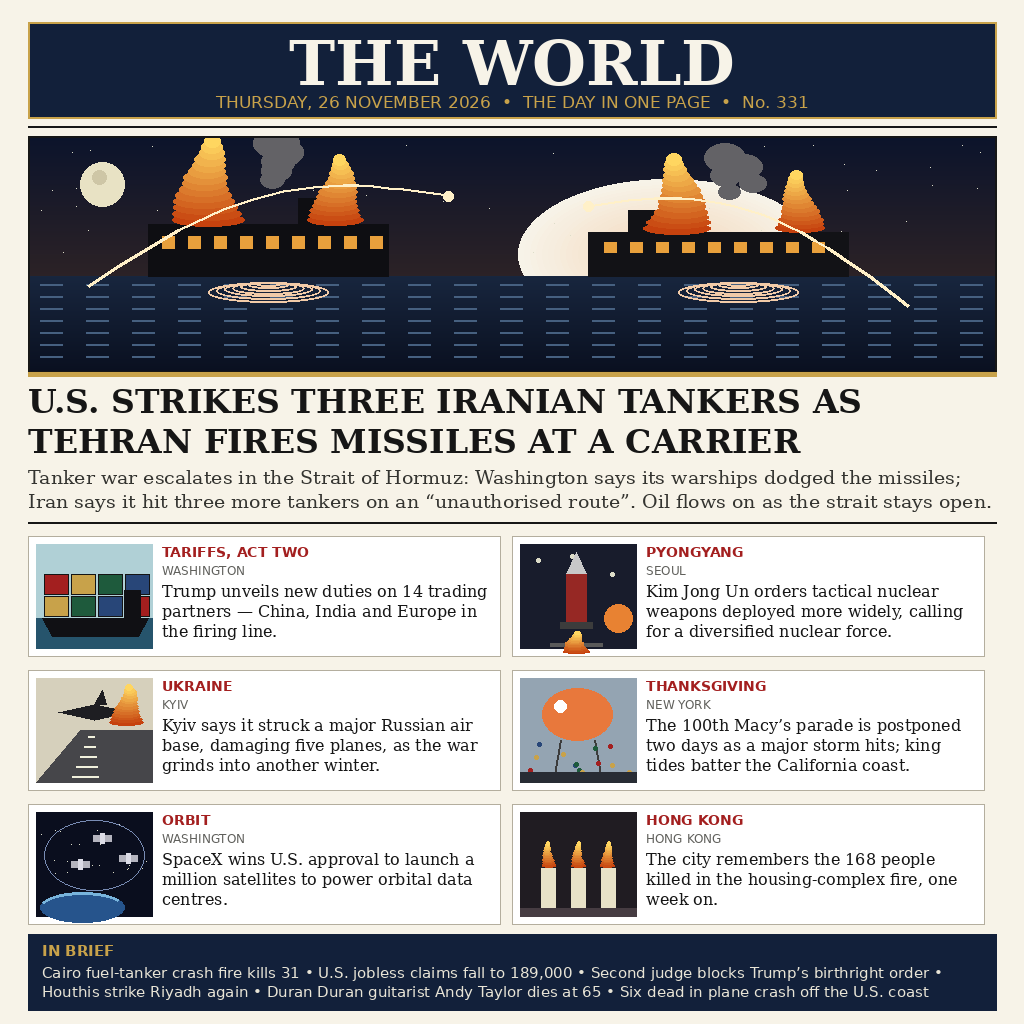 THE WORLD
THURSDAY, 26 NOVEMBER 2026 • THE DAY IN ONE PAGE • No. 331
U.S. STRIKES THREE IRANIAN TANKERS AS
TEHRAN FIRES MISSILES AT A CARRIER
Tanker war escalates in the Strait of Hormuz: Washington says its warships dodged the missiles;
Iran says it hit three more tankers on an “unauthorised route”. Oil flows on as the strait stays open.
TARIFFS, ACT TWO
WASHINGTON
Trump unveils new duties on 14 trading
partners — China, India and Europe in
the firing line.
PYONGYANG
SEOUL
Kim Jong Un orders tactical nuclear
weapons deployed more widely, calling
for a diversified nuclear force.
UKRAINE
KYIV
Kyiv says it struck a major Russian air
base, damaging five planes, as the war
grinds into another winter.
THANKSGIVING
NEW YORK
The 100th Macy’s parade is postponed
two days as a major storm hits; king
tides batter the California coast.
ORBIT
WASHINGTON
SpaceX wins U.S. approval to launch a
million satellites to power orbital data
centres.
HONG KONG
HONG KONG
The city remembers the 168 people
killed in the housing-complex fire, one
week on.
IN BRIEF
Cairo fuel-tanker crash fire kills 31 • U.S. jobless claims fall to 189,000 • Second judge blocks Trump’s birthright order •
Houthis strike Riyadh again • Duran Duran guitarist Andy Taylor dies at 65 • Six dead in plane crash off the U.S. coast